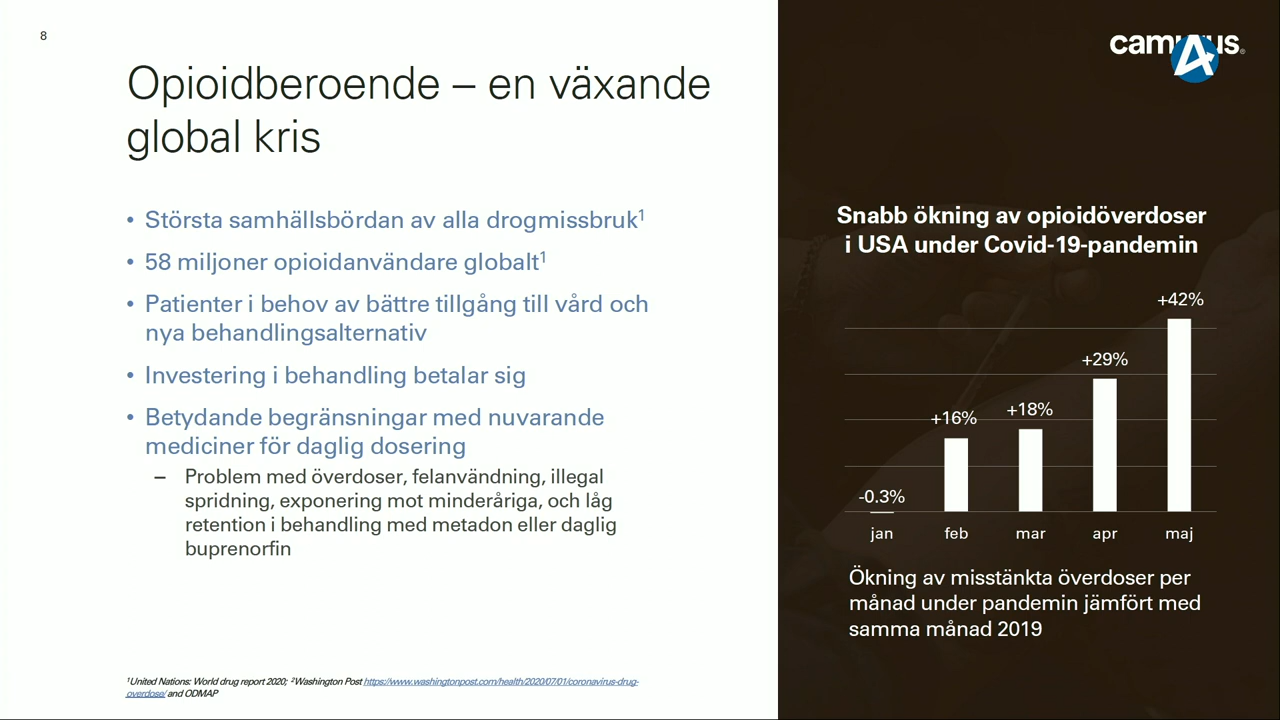 8
Opioidberoende – en växande
global kris
• Största samhällsbördan av alla drogmissbruk¹
• 58 miljoner opioidanvändare globalt¹
• Patienter i behov av bättre tillgång till vård och
nya behandlingsalternativ
• Investering i behandling betalar sig
• Betydande begränsningar med nuvarande
mediciner för daglig dosering
– Problem med överdoser, felanvändning, illegal
spridning, exponering mot minderåriga, och låg
retention i behandling med metadon eller daglig
buprenorfin
¹United Nations: World drug report 2020; ²Washington Post https://www.washingtonpost.com/health/2020/07/01/coronavirus-drug-
overdose/ and ODMAP
Snabb ökning av opioidöverdoser
i USA under Covid-19-pandemin
+42%
+29%
+16% +18%
-0.3%
jan feb mar apr maj
Ökning av misstänkta överdoser per
månad under pandemin jämfört med
samma månad 2019